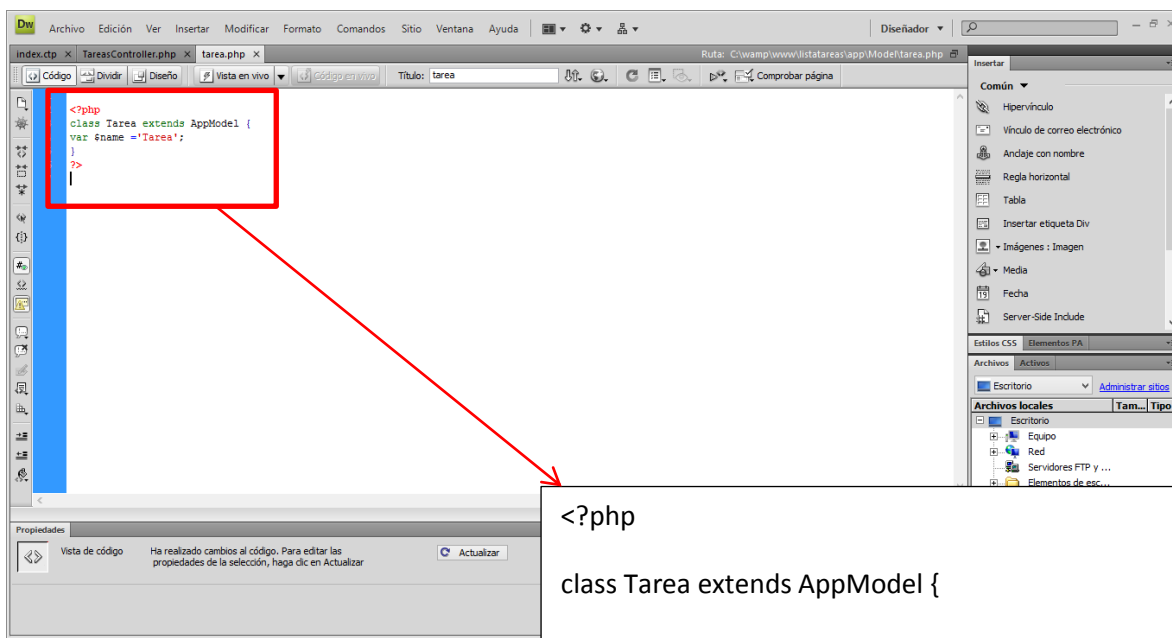 Dw Archivo Edición Ver Insertar Modificar Formato Comandos Sitio Ventana Ayuda Diseñador
index.ctp × TareasController.php × tarea.php × Ruta: C:\wamp\www\listatareas\app\Model\tarea.php
Código Dividir Diseño Vista en vivo Código en vivo Título: tarea Comprobar página
<?php
class Tarea extends AppModel {
var $name ='Tarea';
}
?>
Insertar
Común
Hipervínculo
Vínculo de correo electrónico
Anclaje con nombre
Regla horizontal
Tabla
Insertar etiqueta Div
Imágenes : Imagen
Media
19 Fecha
Server-Side Include
Estilos CSS Elementos PA
Archivos Activos
Escritorio Administrar sitios
Archivos locales Tam... Tipo
Escritorio
Equipo
Red
Servidores FTP y ...
Elementos de esc...
Propiedades
Vista de código Ha realizado cambios al código. Para editar las
propiedades de la selección, haga clic en Actualizar
Actualizar
<?php
class Tarea extends AppModel {